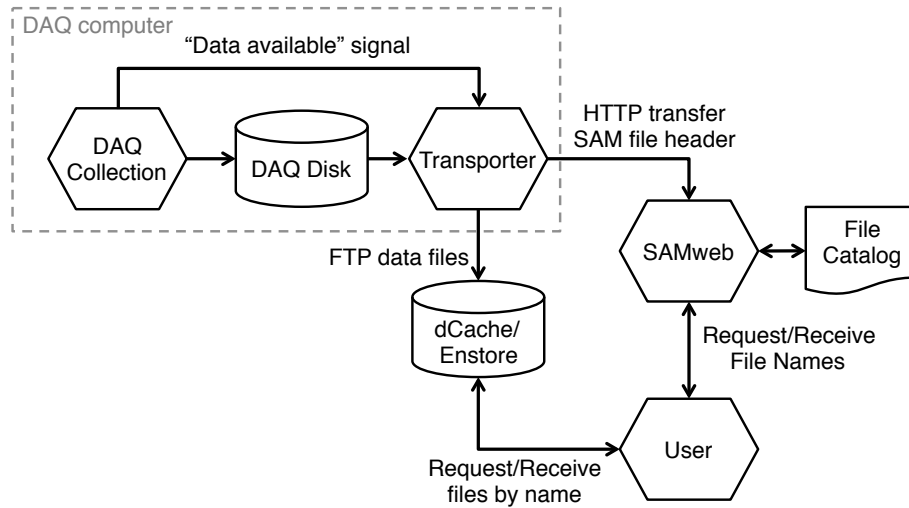 DAQ computer
“Data available” signal
DAQ
Collection
DAQ Disk
Transporter
HTTP transfer
SAM file header
FTP data files
SAMweb
File
Catalog
dCache/
Enstore
Request/Receive
File Names
User
Request/Receive
files by name